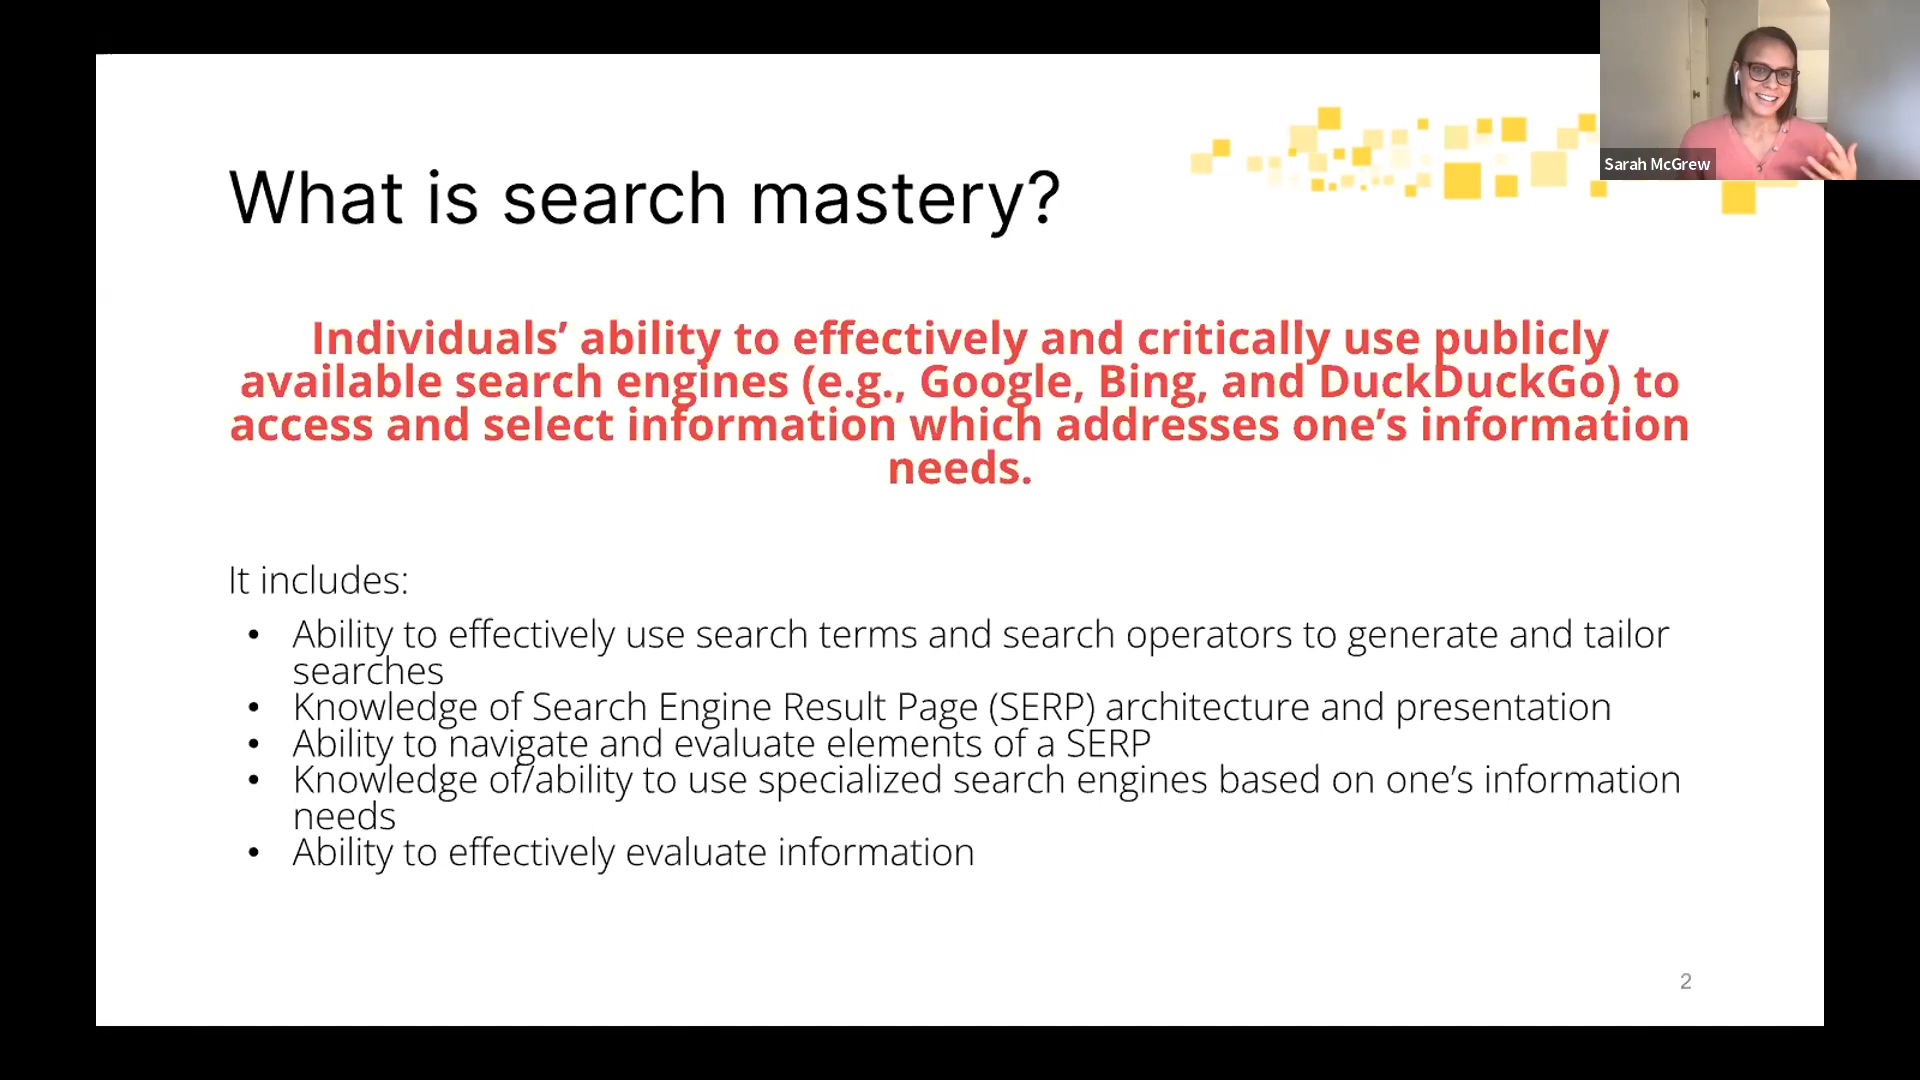 Sarah McGrew
What is search mastery?
Individuals’ ability to effectively and critically use publicly
available search engines (e.g., Google, Bing, and DuckDuckGo) to
access and select information which addresses one’s information
needs.
It includes:
• Ability to effectively use search terms and search operators to generate and tailor
searches
• Knowledge of Search Engine Result Page (SERP) architecture and presentation
• Ability to navigate and evaluate elements of a SERP
• Knowledge of/ability to use specialized search engines based on one’s information
needs
• Ability to effectively evaluate information
2